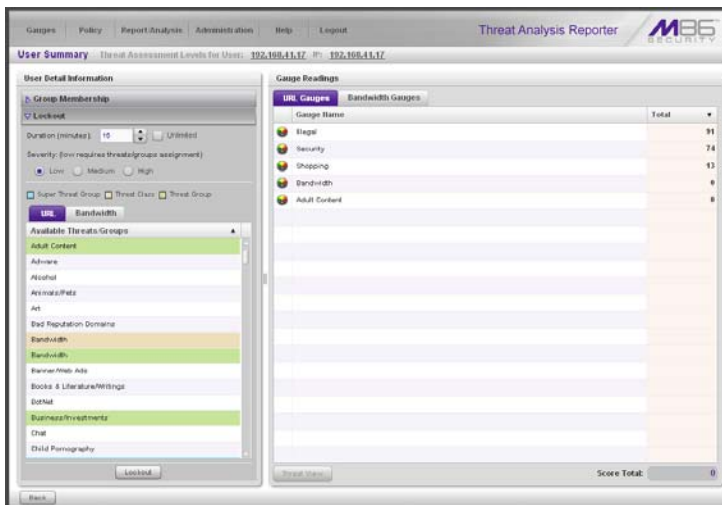 Gauges Policy Report/Analysis Administration Help Logout
Threat Analysis Reporter
M86 SECURITY
User Summary Threat Assessment Levels for User: 192.168.41.17 IP: 192.168.41.17
User Detail Information
Group Membership
Lockout
Duration (minutes): 15 Unlimited
Severity: (low requires threats/groups assignment)
Low Medium High
Super Threat Group Threat Class Threat Group
URL Bandwidth
Available Threats/Groups
Adult Content
Adware
Alcohol
Animals/Pets
Art
Bad Reputation Domains
Bandwidth
Bandwidth
Banner/Web Ads
Books & Literature/Writings
BotNet
Business/Investments
Chat
Child Pornography
Lockout
Back
Gauge Readings
URL Gauges Bandwidth Gauges
Gauge Name Total
Illegal 91
Security 74
Shopping 13
Bandwidth 0
Adult Content 0
Threat View
Score Total: 0